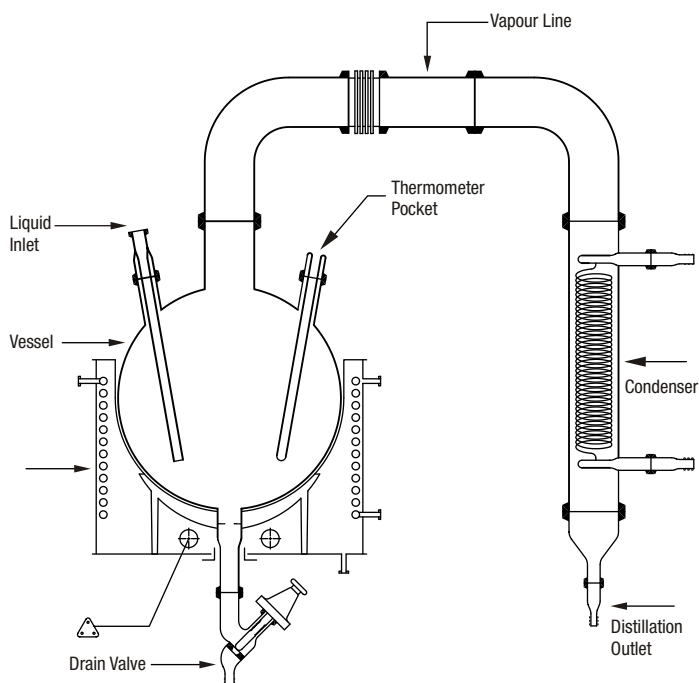 Vapour Line
Thermometer
Pocket
Liquid
Inlet
Vessel
Condenser
Distillation
Outlet
Drain Valve